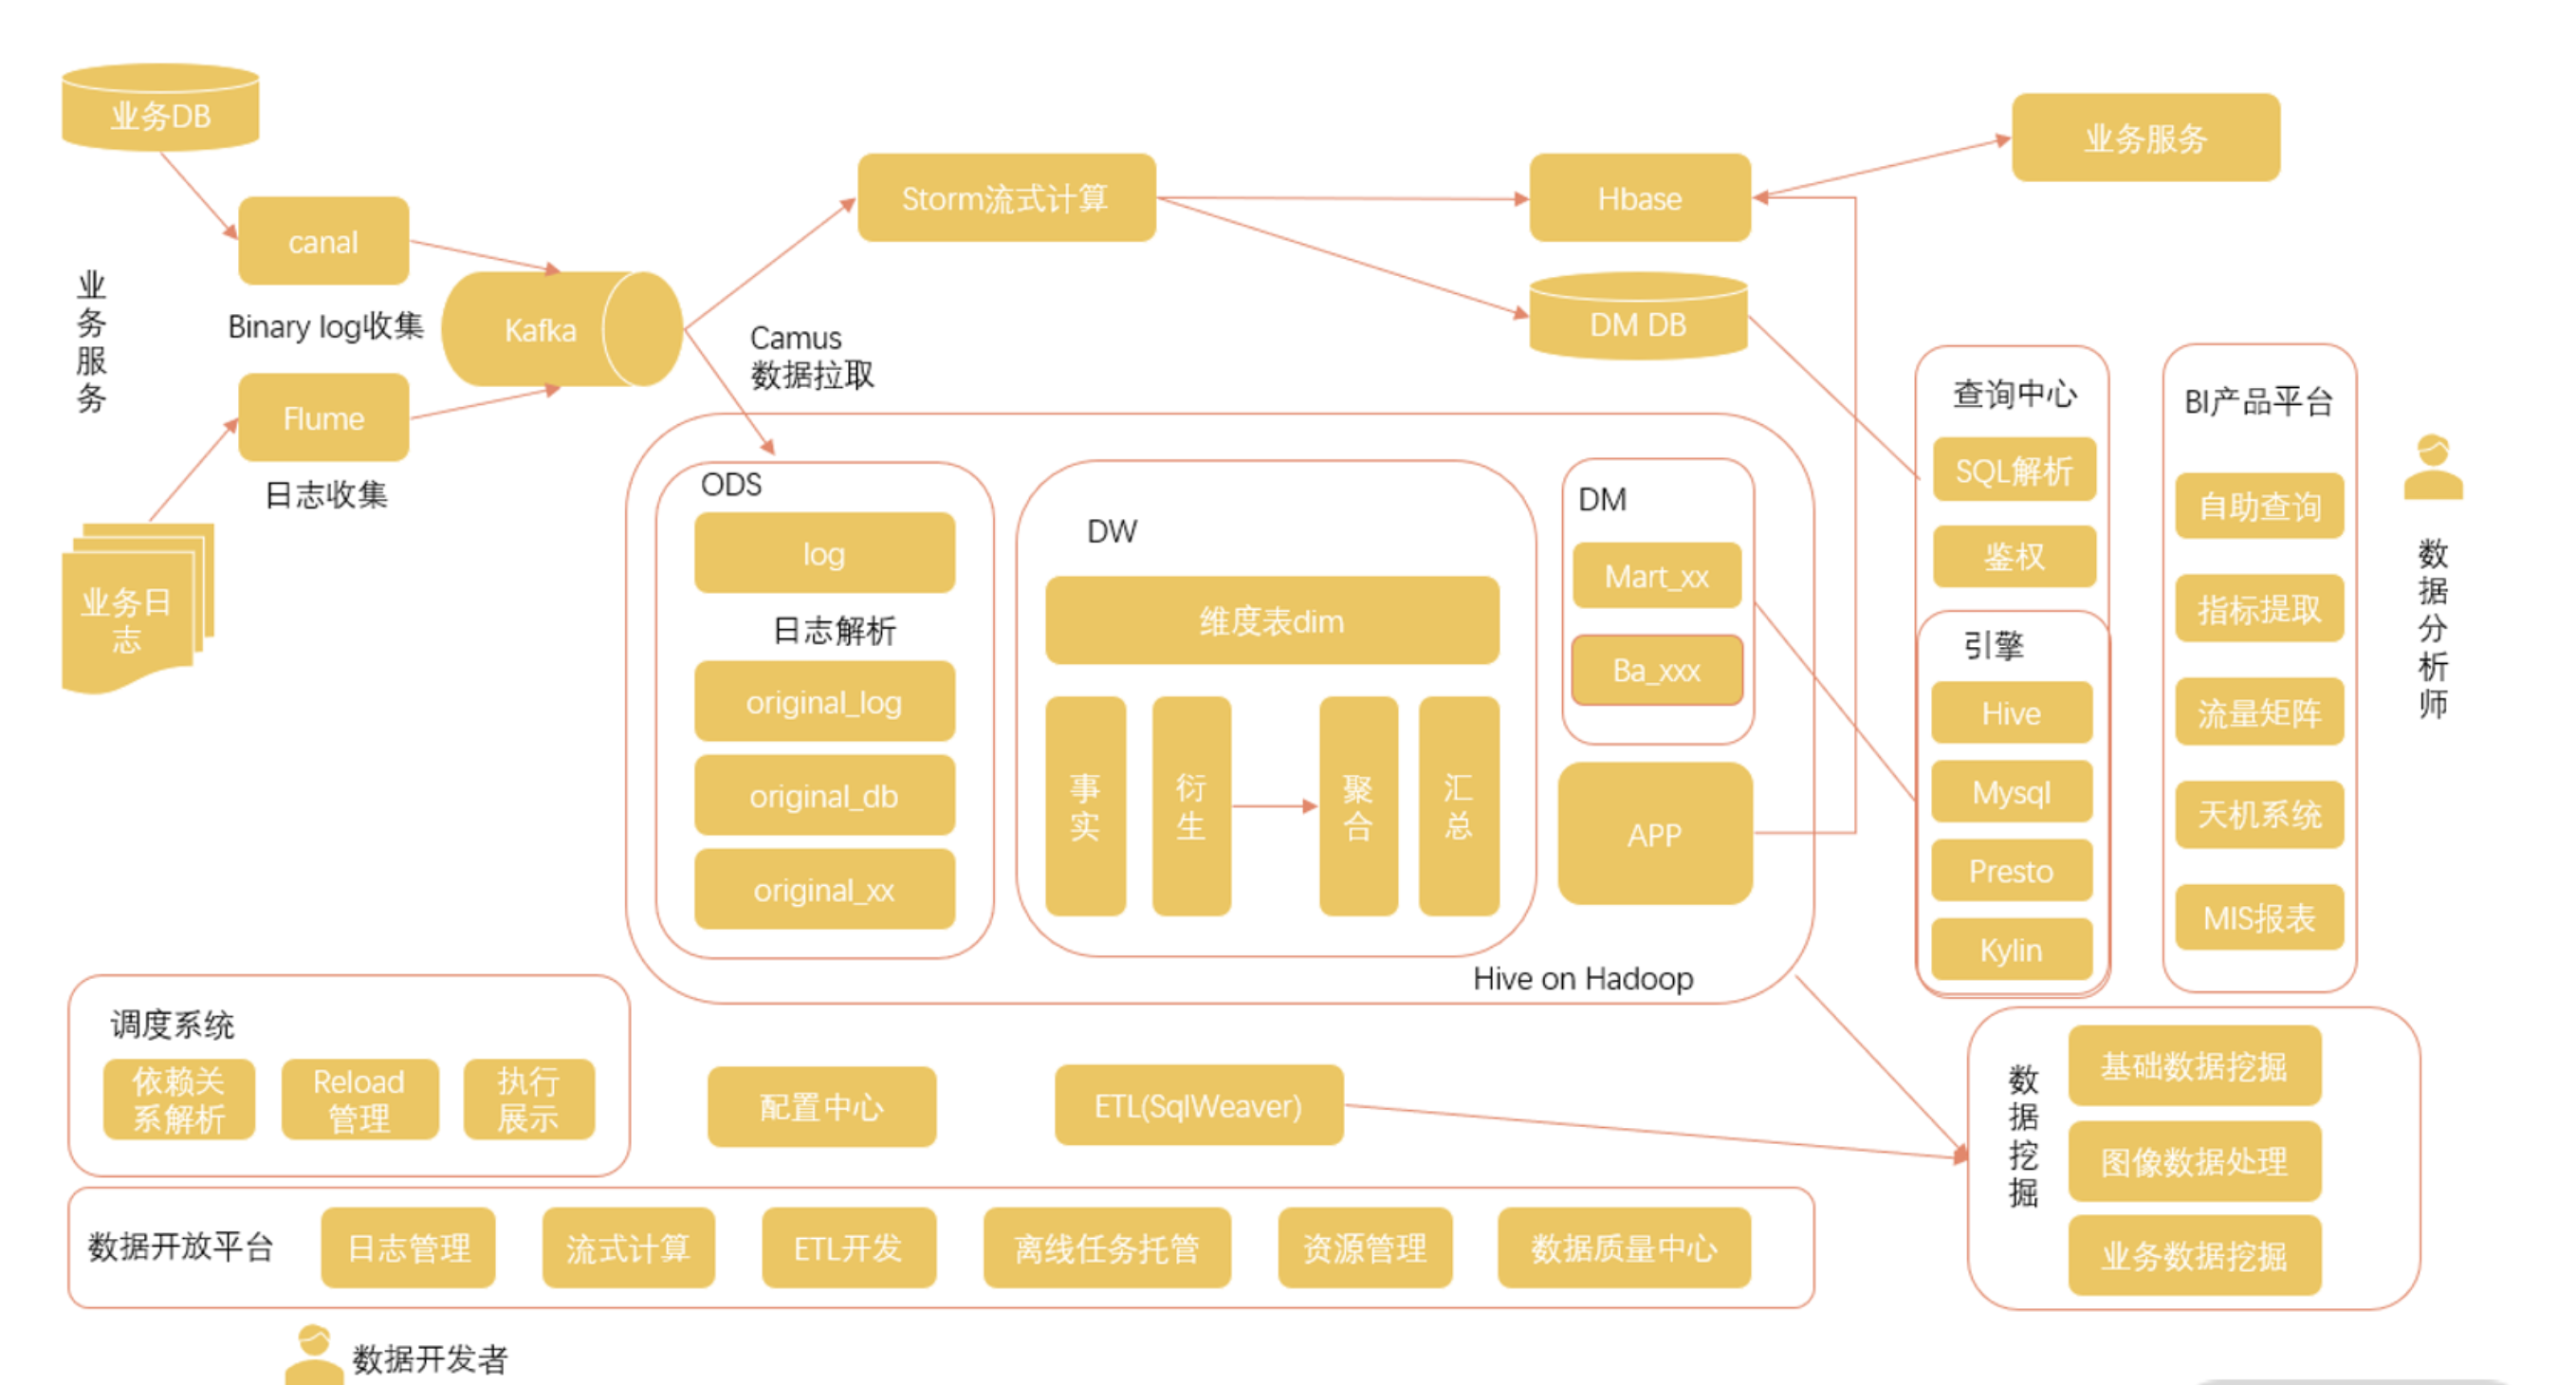 业务DB
canal
Binary log收集
业务服务
Flume
日志收集
业务日
志
Kafka
Storm流式计算
Camus
数据拉取
Hbase
DM DB
业务服务
ODS
log
日志解析
original_log
original_db
original_xx
DW
维度表dim
事实
衍生
聚合
汇总
DM
Mart_xx
Ba_xxx
APP
Hive on Hadoop
查询中心
SQL解析
鉴权
引擎
Hive
Mysql
Presto
Kylin
BI产品平台
自助查询
指标提取
流量矩阵
天机系统
MIS报表
数据分析师
调度系统
依赖关
系解析
Reload
管理
执行
展示
配置中心
ETL(SqlWeaver)
数据挖掘
基础数据挖掘
图像数据处理
业务数据挖掘
数据开放平台
日志管理
流式计算
ETL开发
离线任务托管
资源管理
数据质量中心
数据开发者